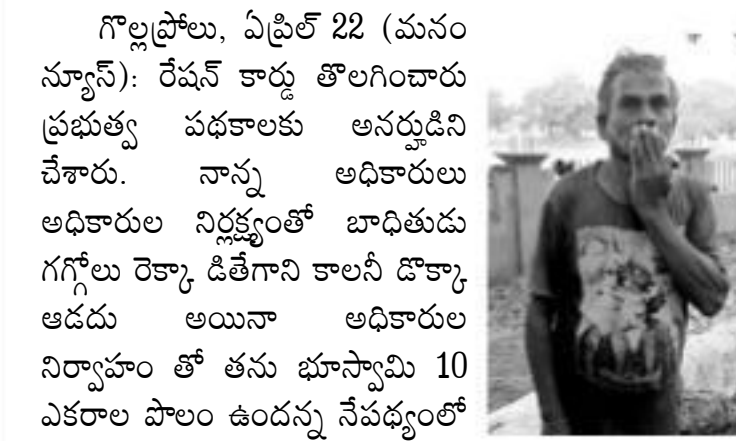 గొల్లప్రోలు, ఏప్రిల్ 22 (మనం
న్యూస్): రేషన్ కార్డు తొలగించారు
ప్రభుత్వ పథకాలకు అనర్హుడిని
చేశారు. నాన్న అధికారులు
అధికారుల నిర్లక్ష్యంతో బాధితుడు
గగ్గోలు రెక్కా డితేగాని కాలనీ డొక్కా
ఆడదు అయినా అధికారుల
నిర్వాహం తో తను భూస్వామి 10
ఎకరాల పొలం ఉందన్న నేపథ్యంలో